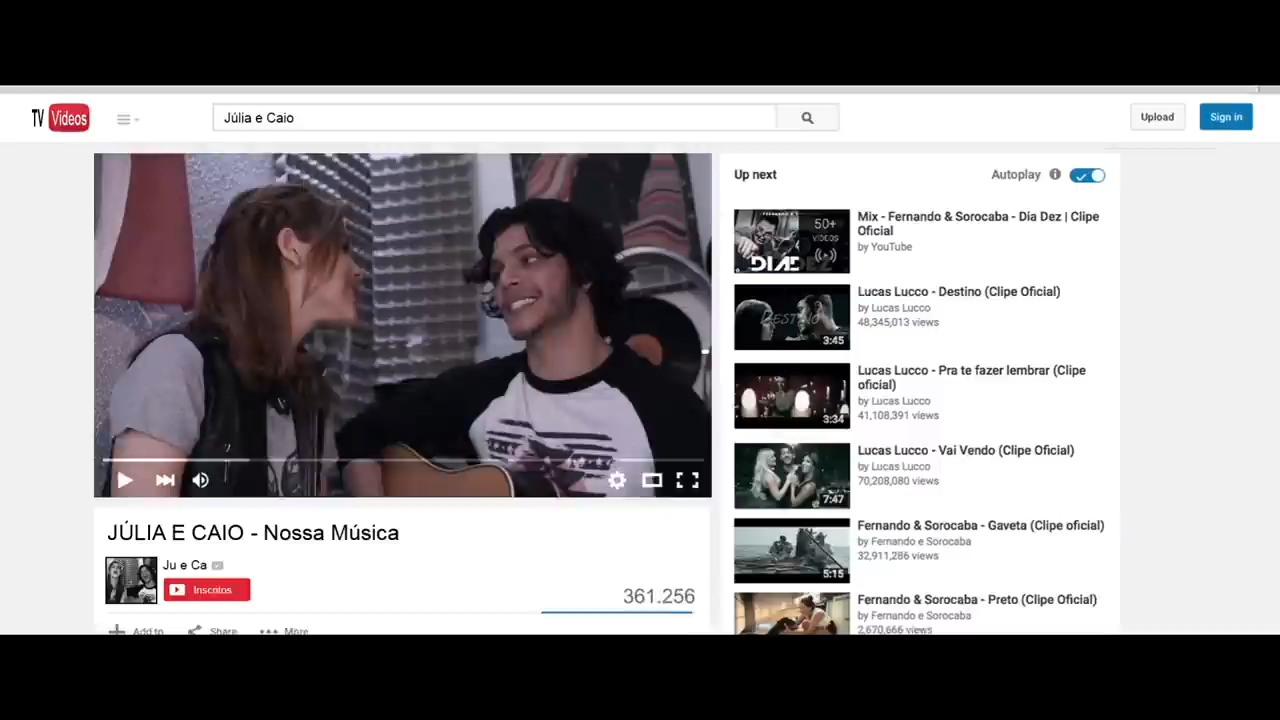 TV Videos
Júlia e Caio
Upload
Sign in
Up next
Autoplay
50+
VIDEOS
Mix - Fernando & Sorocaba - Dia Dez | Clipe
Oficial
by YouTube
DESTINO
3:45
Lucas Lucco - Destino (Clipe Oficial)
by Lucas Lucco
48,345,013 views
3:34
Lucas Lucco - Pra te fazer lembrar (Clipe
oficial)
by Lucas Lucco
41,108,391 views
7:47
Lucas Lucco - Vai Vendo (Clipe Oficial)
by Lucas Lucco
70,208,080 views
5:15
Fernando & Sorocaba - Gaveta (Clipe oficial)
by Fernando e Sorocaba
32,911,286 views
Fernando & Sorocaba - Preto (Clipe Oficial)
by Fernando e Sorocaba
2,670,666 views
JÚLIA E CAIO - Nossa Música
Ju e Ca
Inscritos
361.256
Add to
Share
More